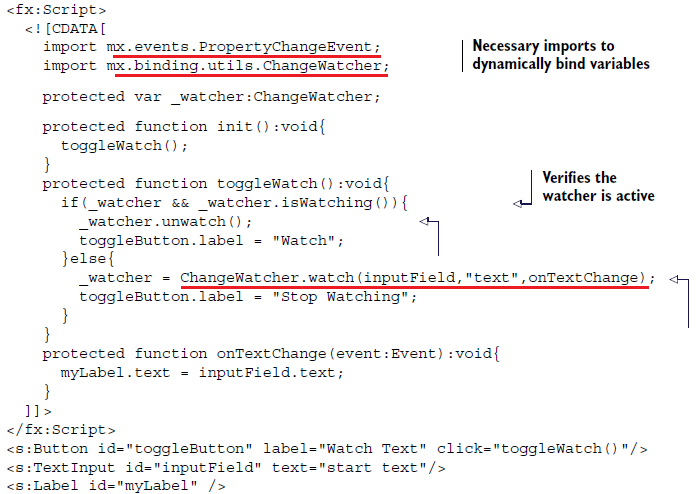 <fx:Script>
<![CDATA[
import mx.events.PropertyChangeEvent;
import mx.binding.utils.ChangeWatcher;
Necessary imports to
dynamically bind variables
protected var _watcher:ChangeWatcher;
protected function init():void{
toggleWatch();
}
protected function toggleWatch():void{
if(_watcher && _watcher.isWatching()){
Verifies the
watcher is active
_watcher.unwatch();
toggleButton.label = "Watch";
}else{
_watcher = ChangeWatcher.watch(inputField,"text",onTextChange);
toggleButton.label = "Stop Watching";
}
}
protected function onTextChange(event:Event):void{
myLabel.text = inputField.text;
}
]]>
</fx:Script>
<s:Button id="toggleButton" label="Watch Text" click="toggleWatch()"/>
<s:TextInput id="inputField" text="start text"/>
<s:Label id="myLabel" />